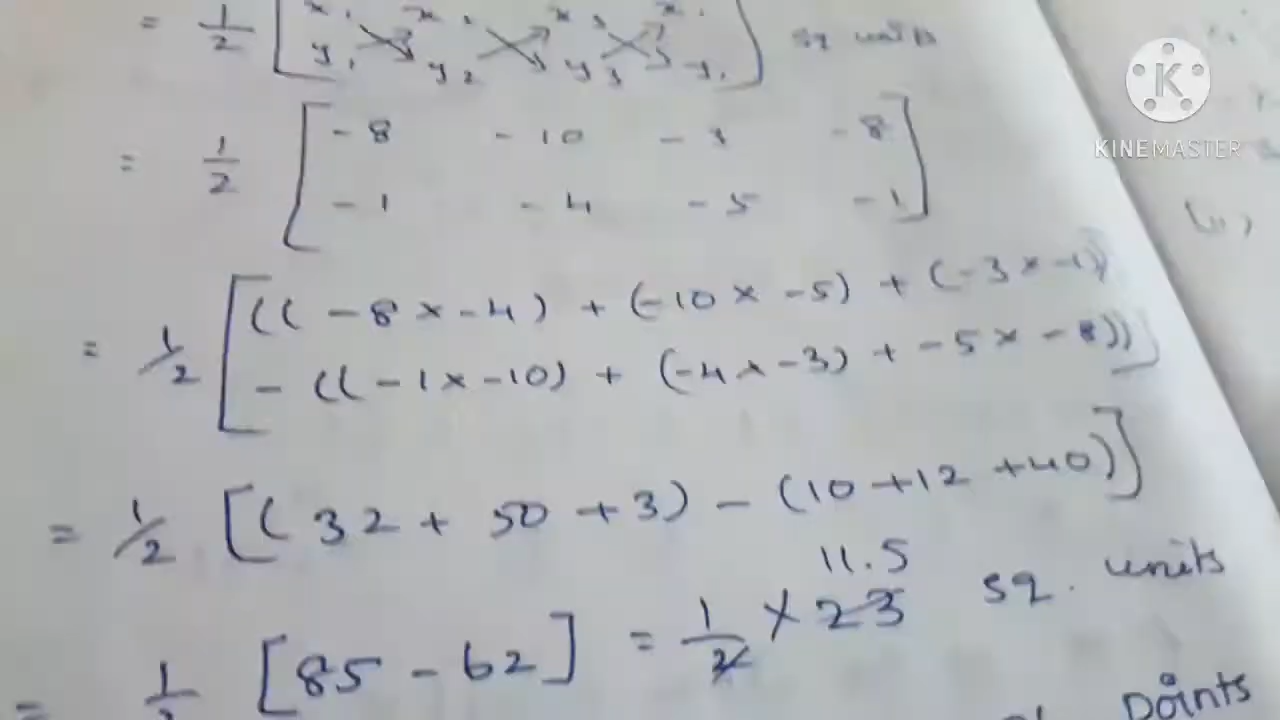 = 1/2 [ x₁ x₂ x₃ x₁ sq units
y₁ y₂ y₃ y₁ ]
= 1/2 [ -8 -10 -3 -8
-1 -4 -5 -1 ]
= 1/2 [ ((-8×-4) + (-10×-5) + (-3×-1))
- ((-1×-10) + (-4×-3) + -5×-8)) ]
= 1/2 [(32 + 50 + 3) - (10+12+40)]
11.5
= 1/2 [85-62] = 1/2 × 23 sq. units
points
K
KINEMASTER
(ii)